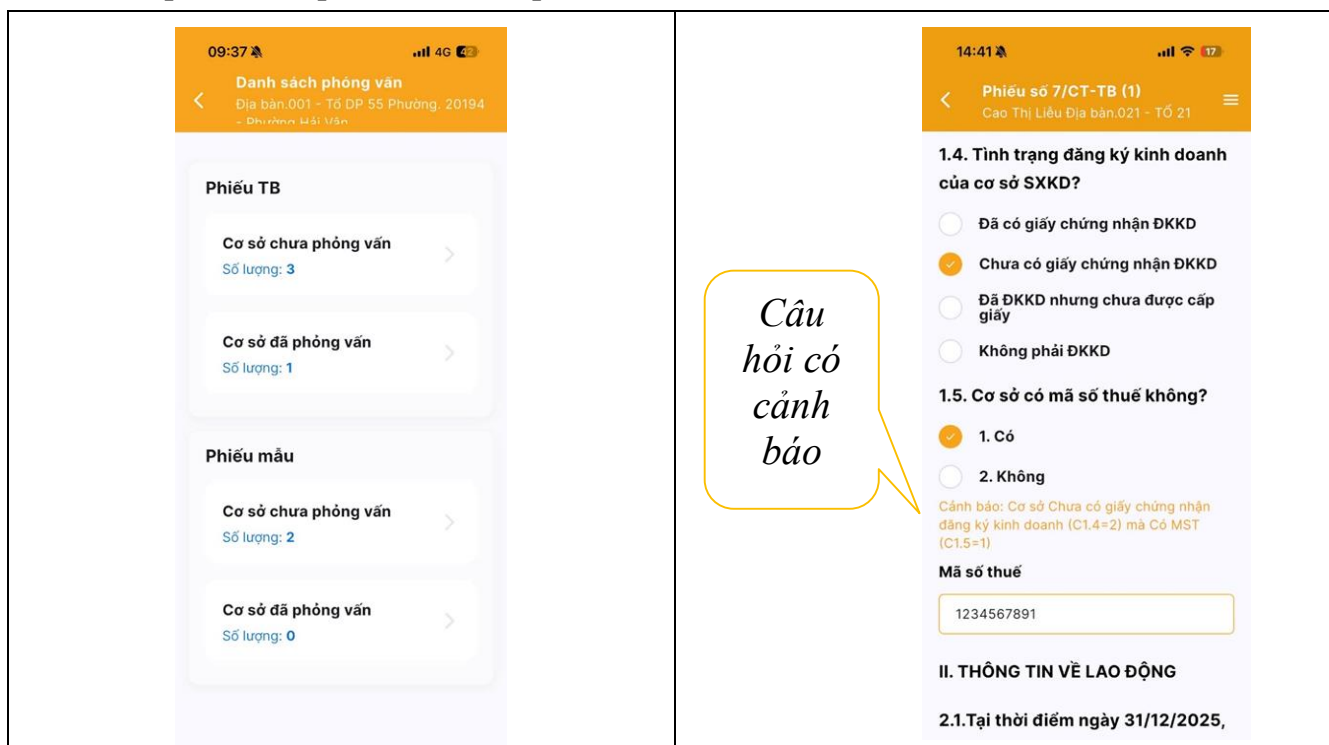 09:37
4G 42
Danh sách phỏng vấn
Địa bàn.001 - Tổ DP 55 Phường. 20194
- Phường Hải Vân
Phiếu TB
Cơ sở chưa phỏng vấn
Số lượng: 3
Cơ sở đã phỏng vấn
Số lượng: 1
Phiếu mẫu
Cơ sở chưa phỏng vấn
Số lượng: 2
Cơ sở đã phỏng vấn
Số lượng: 0
Câu
hỏi có
cảnh
báo
14:41
17
Phiếu số 7/CT-TB (1)
Cao Thị Liễu Địa bàn.021 - TỔ 21
1.4. Tình trạng đăng ký kinh doanh
của cơ sở SXKD?
Đã có giấy chứng nhận ĐKKD
Chưa có giấy chứng nhận ĐKKD
Đã ĐKKD nhưng chưa được cấp
giấy
Không phải ĐKKD
1.5. Cơ sở có mã số thuế không?
1. Có
2. Không
Cảnh báo: Cơ sở Chưa có giấy chứng nhận
đăng ký kinh doanh (C1.4=2) mà Có MST
(C1.5=1)
Mã số thuế
1234567891
II. THÔNG TIN VỀ LAO ĐỘNG
2.1.Tại thời điểm ngày 31/12/2025,